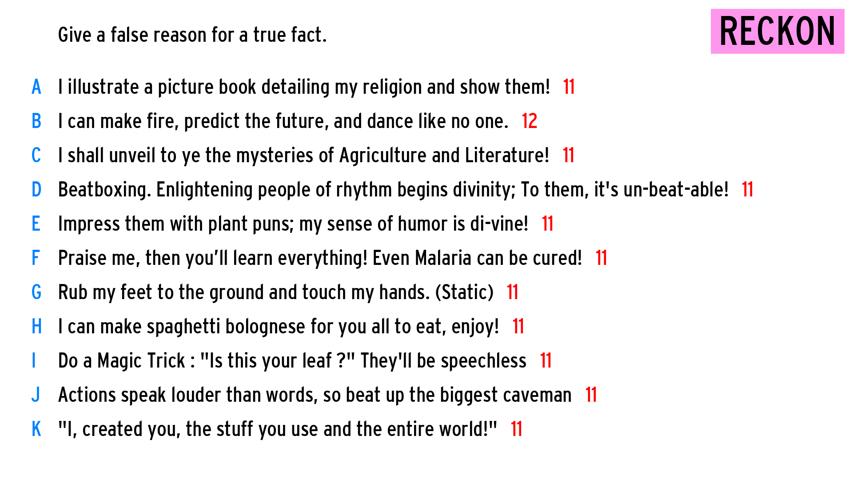 RECKON
Give a false reason for a true fact.
A I illustrate a picture book detailing my religion and show them! 11
B I can make fire, predict the future, and dance like no one. 12
C I shall unveil to ye the mysteries of Agriculture and Literature! 11
D Beatboxing. Enlightening people of rhythm begins divinity; To them, it's un-beat-able! 11
E Impress them with plant puns; my sense of humor is di-vine! 11
F Praise me, then you’ll learn everything! Even Malaria can be cured! 11
G Rub my feet to the ground and touch my hands. (Static) 11
H I can make spaghetti bolognese for you all to eat, enjoy! 11
I Do a Magic Trick : "Is this your leaf ?" They'll be speechless 11
J Actions speak louder than words, so beat up the biggest caveman 11
K "I, created you, the stuff you use and the entire world!" 11